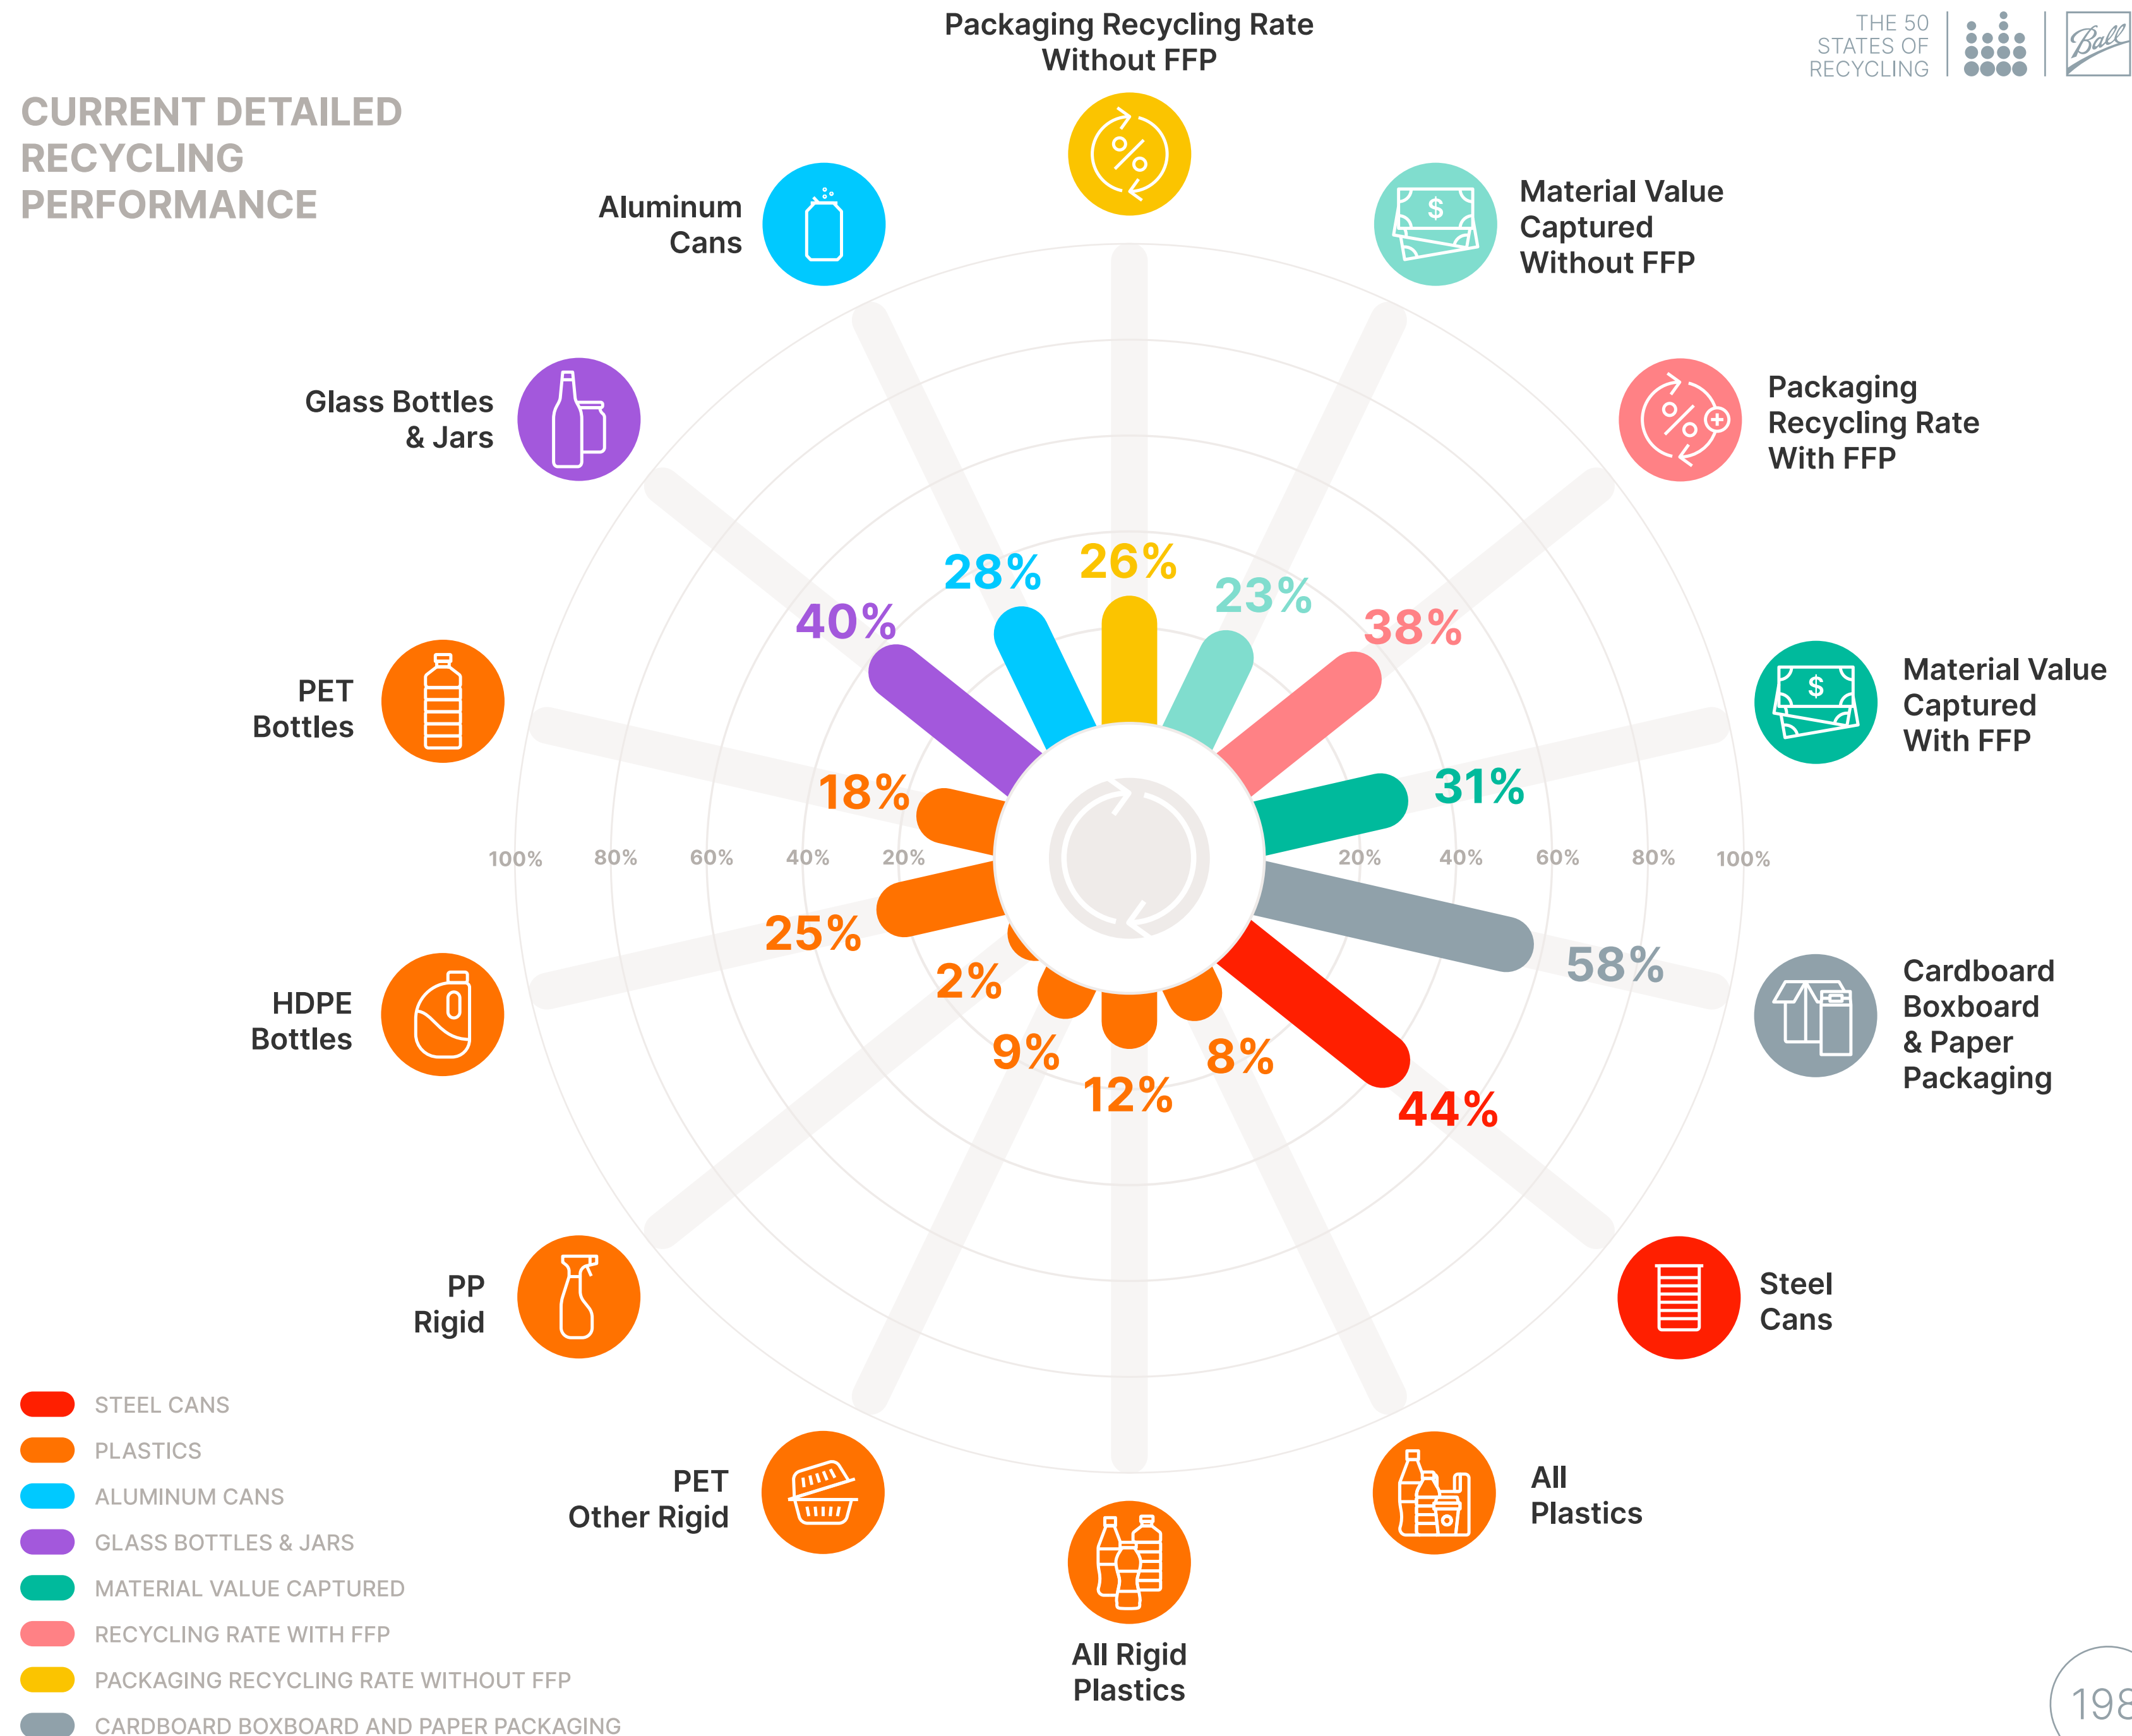 Packaging Recycling Rate
Without FFP
THE 50
STATES OF
RECYCLING
Ball
CURRENT DETAILED
RECYCLING
PERFORMANCE
Aluminum
Cans
Material Value
Captured
Without FFP
Glass Bottles
& Jars
Packaging
Recycling Rate
With FFP
28%
26%
23%
40%
38%
PET
Bottles
Material Value
Captured
With FFP
18%
31%
100%
80%
60%
40%
20%
20%
40%
60%
80%
100%
25%
2%
58%
HDPE
Bottles
Cardboard
Boxboard
& Paper
Packaging
9%
12%
8%
44%
PP
Rigid
Steel
Cans
PET
Other Rigid
All
Plastics
All Rigid
Plastics
STEEL CANS
PLASTICS
ALUMINUM CANS
GLASS BOTTLES & JARS
MATERIAL VALUE CAPTURED
RECYCLING RATE WITH FFP
PACKAGING RECYCLING RATE WITHOUT FFP
CARDBOARD BOXBOARD AND PAPER PACKAGING
198